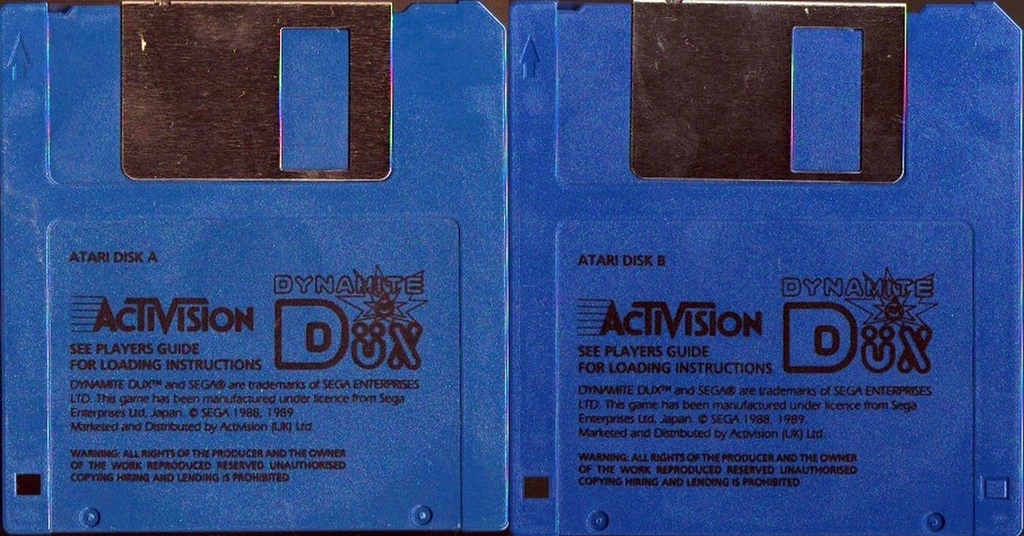 ATARI DISK A
DYNAMITE
DÜX
ACTIVISION
SEE PLAYERS GUIDE
FOR LOADING INSTRUCTIONS
DYNAMITE DUX™ and SEGA® are trademarks of SEGA ENTERPRISES
LTD. This game has been manufactured under licence from Sega
Enterprises Ltd, Japan. © SEGA 1988, 1989
Marketed and Distributed by Activision (UK) Ltd.
WARNING: ALL RIGHTS OF THE PRODUCER AND THE OWNER
OF THE WORK REPRODUCED RESERVED UNAUTHORISED
COPYING HIRING AND LENDING IS PROHIBITED
ATARI DISK B
DYNAMITE
DÜX
ACTIVISION
SEE PLAYERS GUIDE
FOR LOADING INSTRUCTIONS
DYNAMITE DUX™ and SEGA® are trademarks of SEGA ENTERPRISES
LTD. This game has been manufactured under licence from Sega
Enterprises Ltd, Japan. © SEGA 1988, 1989.
Marketed and Distributed by Activision (UK) Ltd.
WARNING: ALL RIGHTS OF THE PRODUCER AND THE OWNER
OF THE WORK REPRODUCED RESERVED UNAUTHORISED
COPYING HIRING AND LENDING IS PROHIBITED